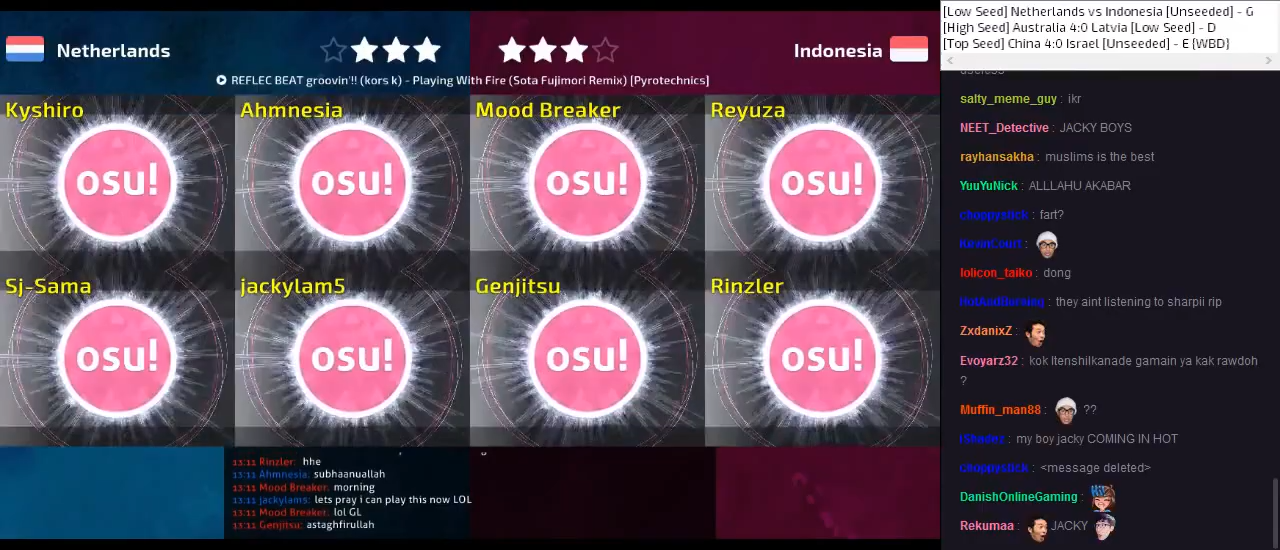 Netherlands
Indonesia
REFLEC BEAT groovin'!! (kors k) - Playing With Fire (Sota Fujimori Remix) [Pyrotechnics]
Kyshiro
Ahmnesia
Mood Breaker
Reyuza
osu!
osu!
osu!
osu!
Sj-Sama
jackylam5
Genjitsu
Rinzler
osu!
osu!
osu!
osu!
13:11 Rinzler: hhe
13:11 Ahmnesia: subhaanuallah
13:11 Mood Breaker: morning
13:11 jackylam5: lets pray i can play this now LOL
13:11 Mood Breaker: lol GL
13:11 Genjitsu: astaghfirullah
[Low Seed] Netherlands vs Indonesia [Unseeded] - G
[High Seed] Australia 4:0 Latvia [Low Seed] - D
[Top Seed] China 4:0 Israel [Unseeded] - E {WBD}
useless
salty_meme_guy : ikr
NEET_Detective : JACKY BOYS
rayhansakha : muslims is the best
YuuYuNick : ALLLAHU AKABAR
choppystick : fart?
KevinCourt :
lolicon_taiko : dong
NotAndHorning : they aint listening to sharpii rip
ZxdanixZ :
Evoyarz32 : kok ltenshilkanade gamain ya kak rawdoh
?
Muffin_man88 : ??
iShadez : my boy jacky COMING IN HOT
choppystick : <message deleted>
DanishOnlineGaming :
Rekumaa : JACKY